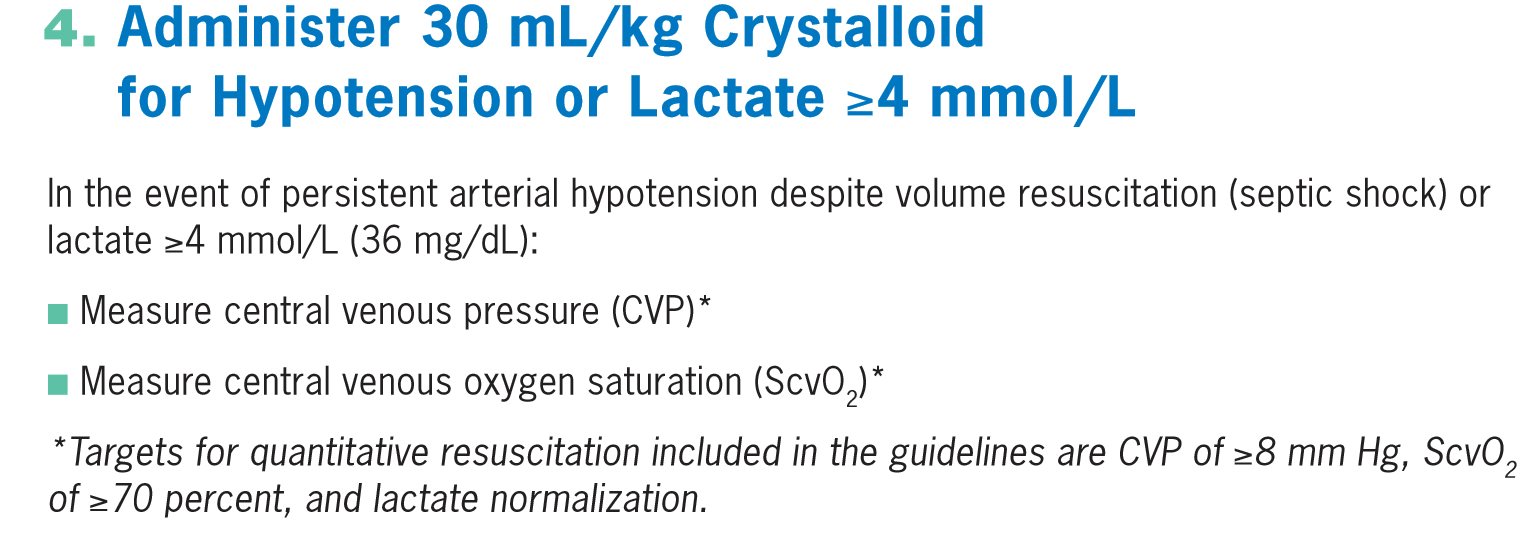 4. Administer 30 mL/kg Crystalloid
for Hypotension or Lactate ≥4 mmol/L
In the event of persistent arterial hypotension despite volume resuscitation (septic shock) or
lactate ≥4 mmol/L (36 mg/dL):
■ Measure central venous pressure (CVP)*
■ Measure central venous oxygen saturation (ScvO₂)*
*Targets for quantitative resuscitation included in the guidelines are CVP of ≥8 mm Hg, ScvO₂
of ≥70 percent, and lactate normalization.